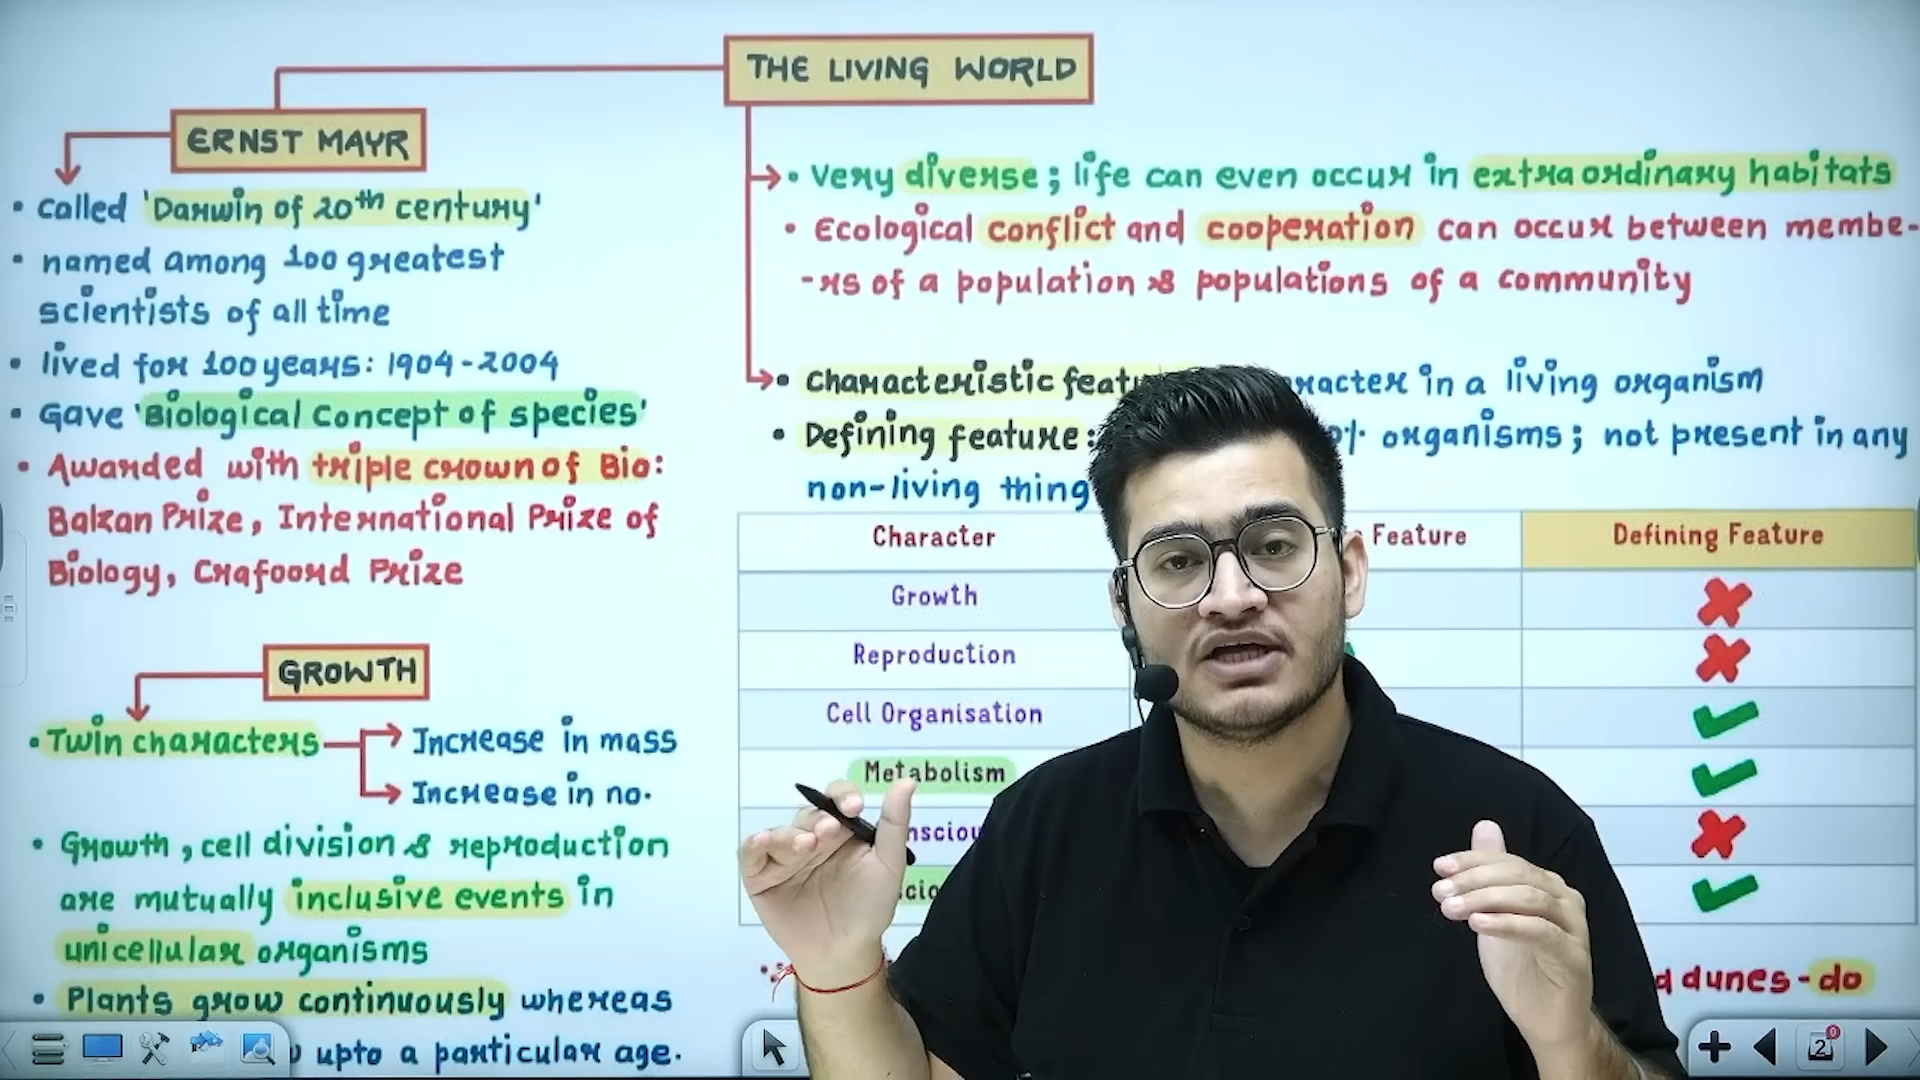 THE LIVING WORLD
ERNST MAYR
• called 'Darwin of 20th century'
• named among 100 greatest
scientists of all time
• lived for 100 years: 1904-2004
• Gave 'Biological Concept of species'
• Awarded with triple crown of Bio:
Balzan Prize, International Prize of
Biology, Crafoord Prize
GROWTH
• Twin characters
Increase in mass
Increase in no.
• Growth, cell division & reproduction
are mutually inclusive events in
unicellular organisms
• Plants grow continuously whereas
upto a particular age.
• Very diverse; life can even occur in extraordinary habitats
• Ecological conflict and cooperation can occur between membe-
-rs of a population & populations of a community
• Characteristic in a living organism
• Defining feature: organisms; not present in any
non-living thing
Character Feature Defining Feature
Growth
Reproduction
Cell Organisation
Metabolism
dunes - do
2